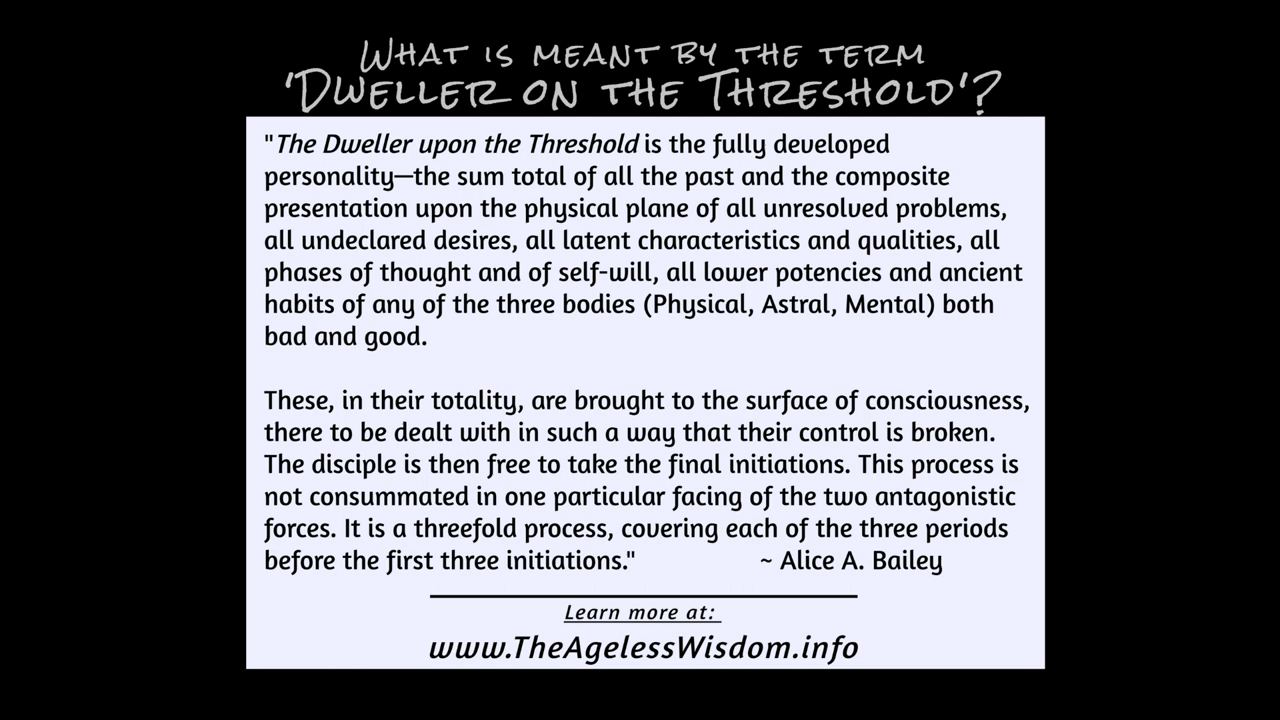 What is meant by the term
'Dweller on the Threshold'?
"The Dweller upon the Threshold is the fully developed
personality—the sum total of all the past and the composite
presentation upon the physical plane of all unresolved problems,
all undeclared desires, all latent characteristics and qualities, all
phases of thought and of self-will, all lower potencies and ancient
habits of any of the three bodies (Physical, Astral, Mental) both
bad and good.
These, in their totality, are brought to the surface of consciousness,
there to be dealt with in such a way that their control is broken.
The disciple is then free to take the final initiations. This process is
not consummated in one particular facing of the two antagonistic
forces. It is a threefold process, covering each of the three periods
before the first three initiations." ~ Alice A. Bailey
Learn more at:
www.TheAgelessWisdom.info